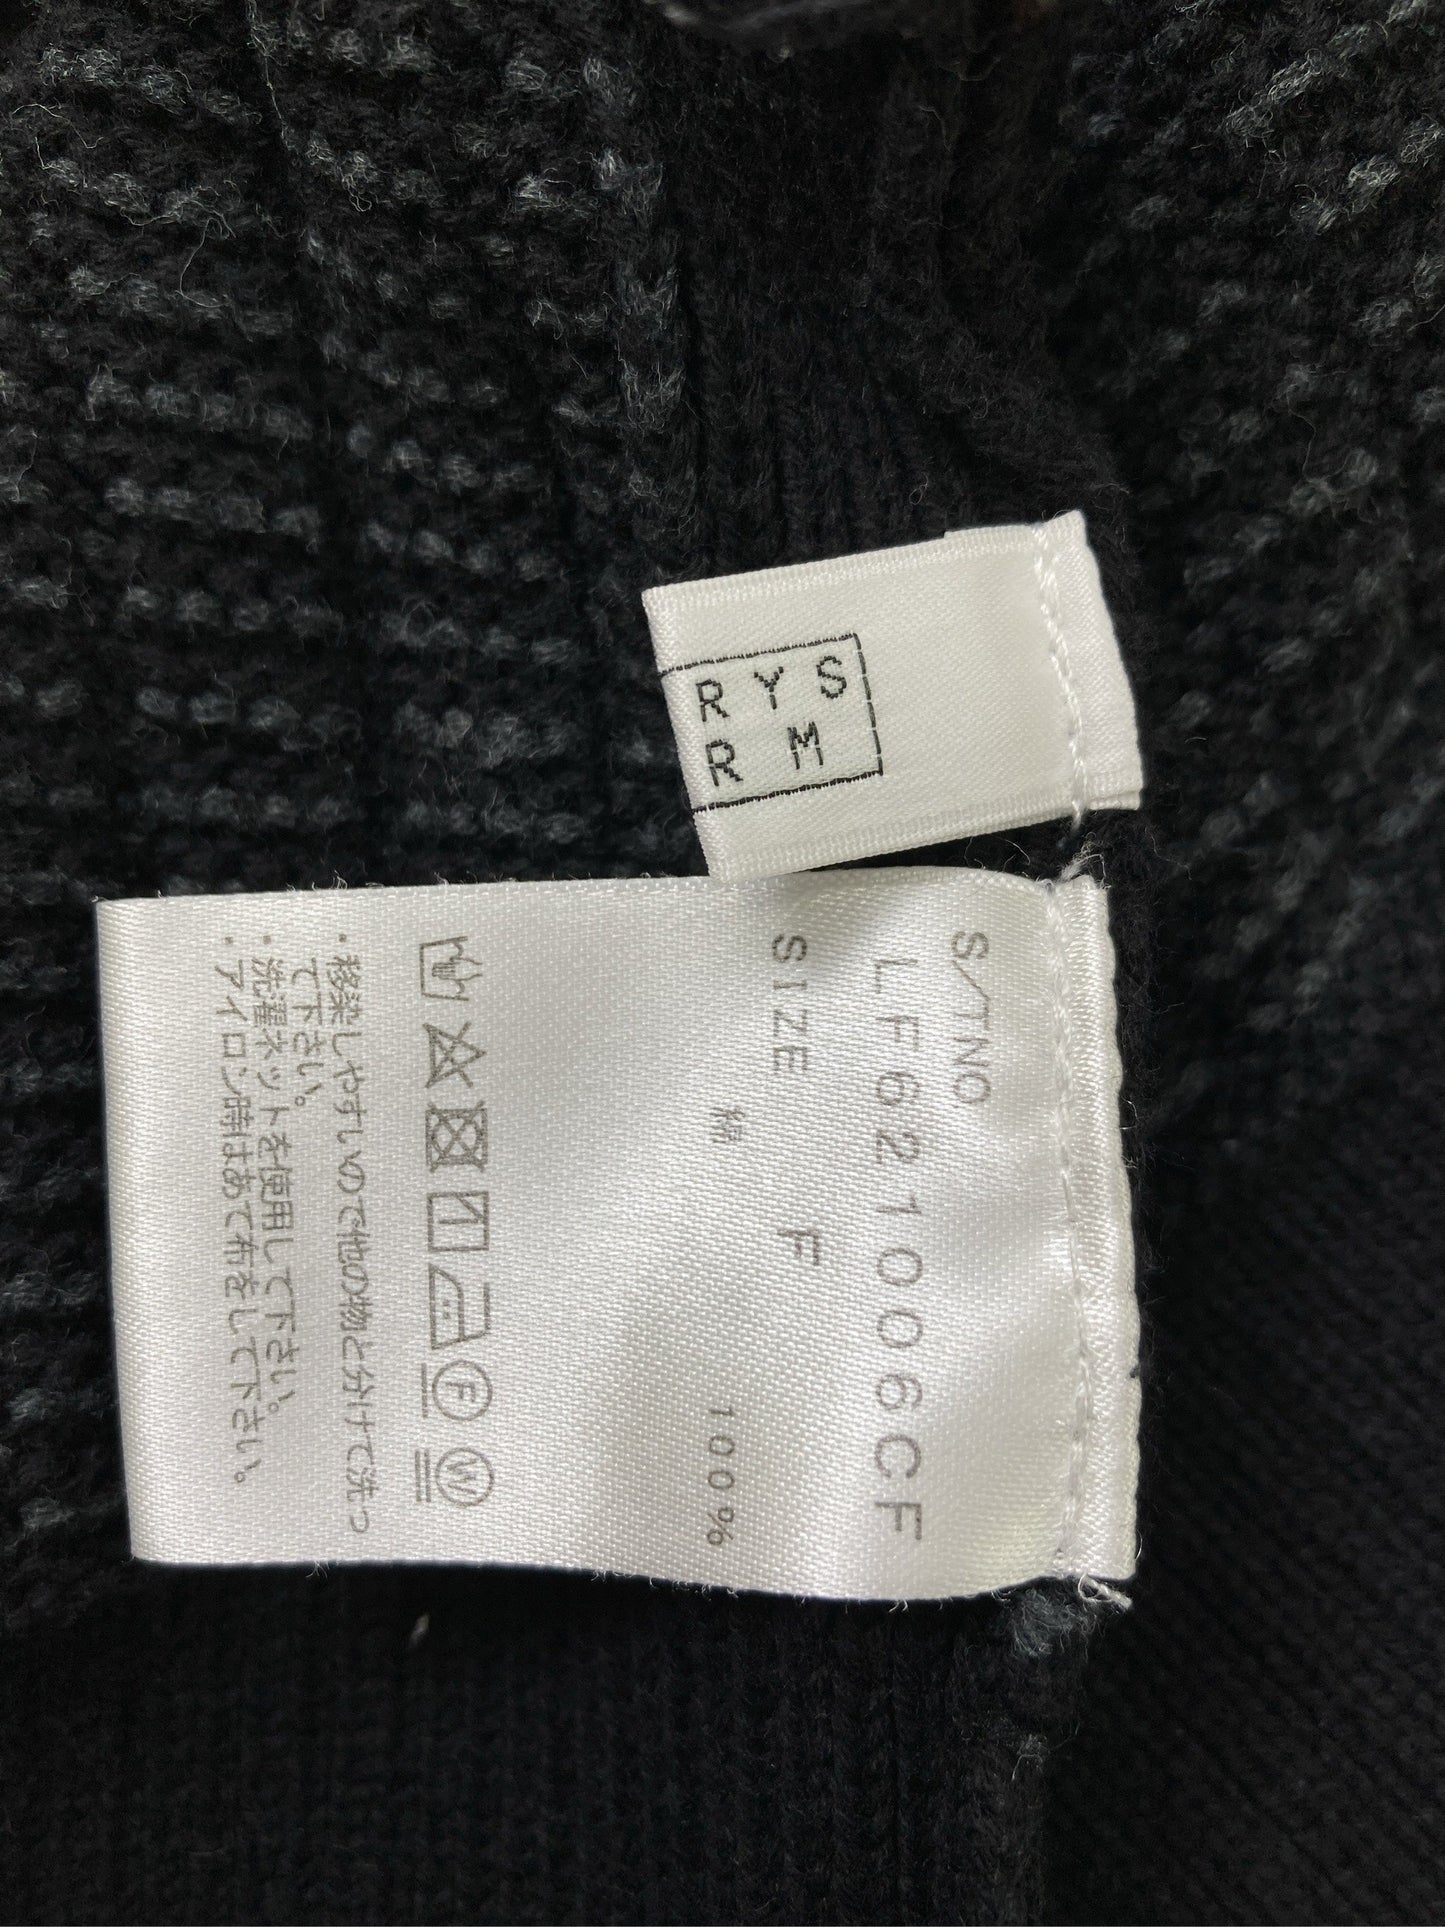 RYS
RM
S/TNO
LF621006CF
SIZE F
綿 100%
F
W
・移染しやすいので他の物と分けて洗っ
て下さい。
・洗濯ネットを使用して下さい。
・アイロン時はあて布をして下さい。